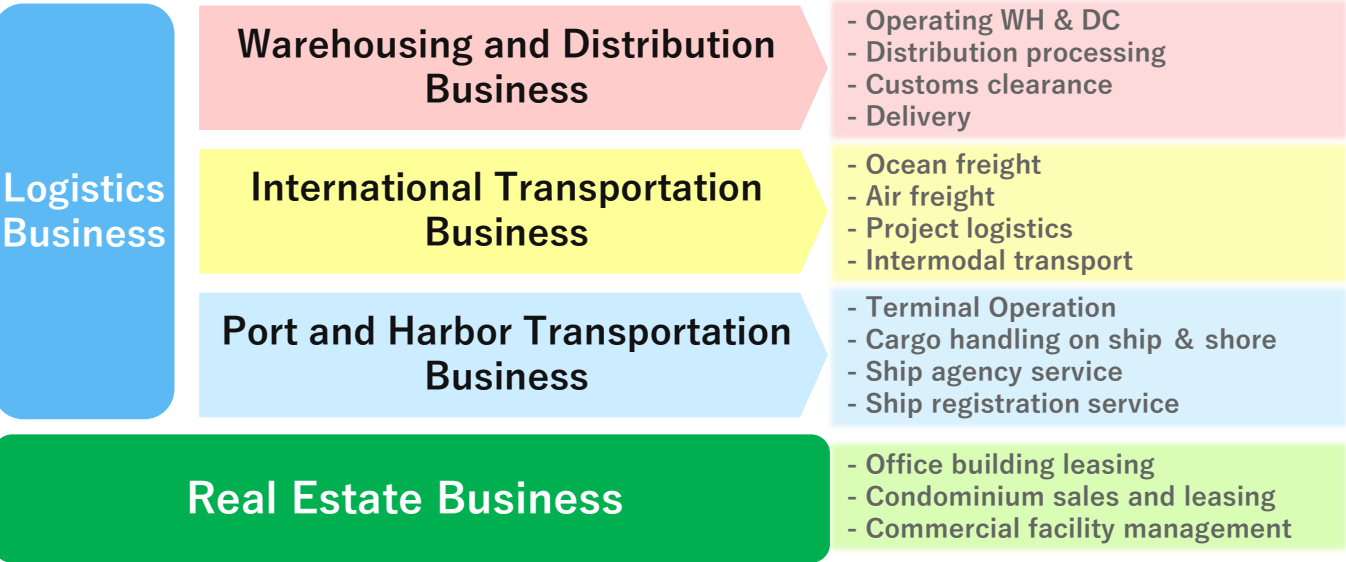 Logistics
Business
Warehousing and Distribution
Business
- Operating WH & DC
- Distribution processing
- Customs clearance
- Delivery
International Transportation
Business
- Ocean freight
- Air freight
- Project logistics
- Intermodal transport
Port and Harbor Transportation
Business
- Terminal Operation
- Cargo handling on ship & shore
- Ship agency service
- Ship registration service
Real Estate Business
- Office building leasing
- Condominium sales and leasing
- Commercial facility management